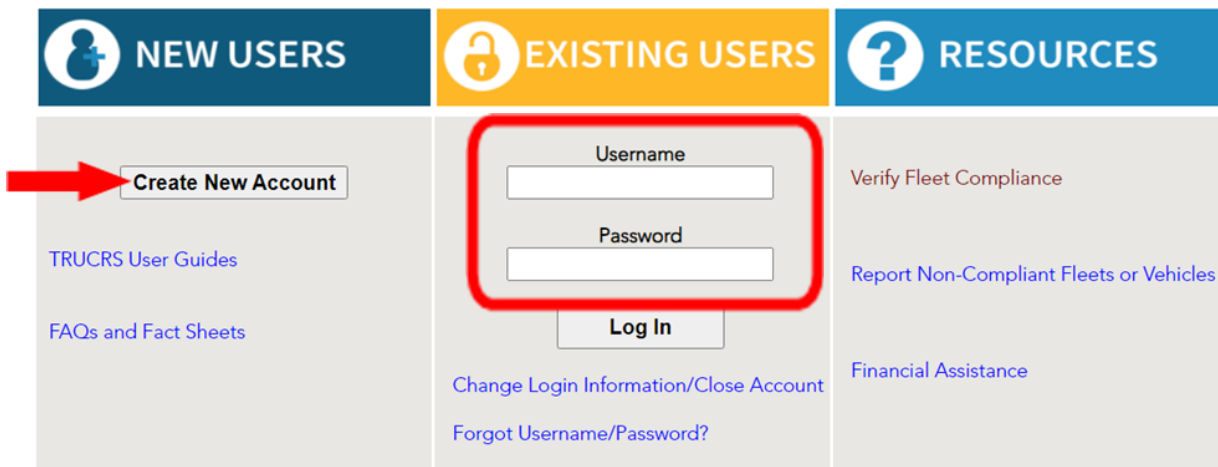 NEW USERS
Create New Account
TRUCRS User Guides
FAQs and Fact Sheets
EXISTING USERS
Username
Password
Log In
Change Login Information/Close Account
Forgot Username/Password?
RESOURCES
Verify Fleet Compliance
Report Non-Compliant Fleets or Vehicles
Financial Assistance